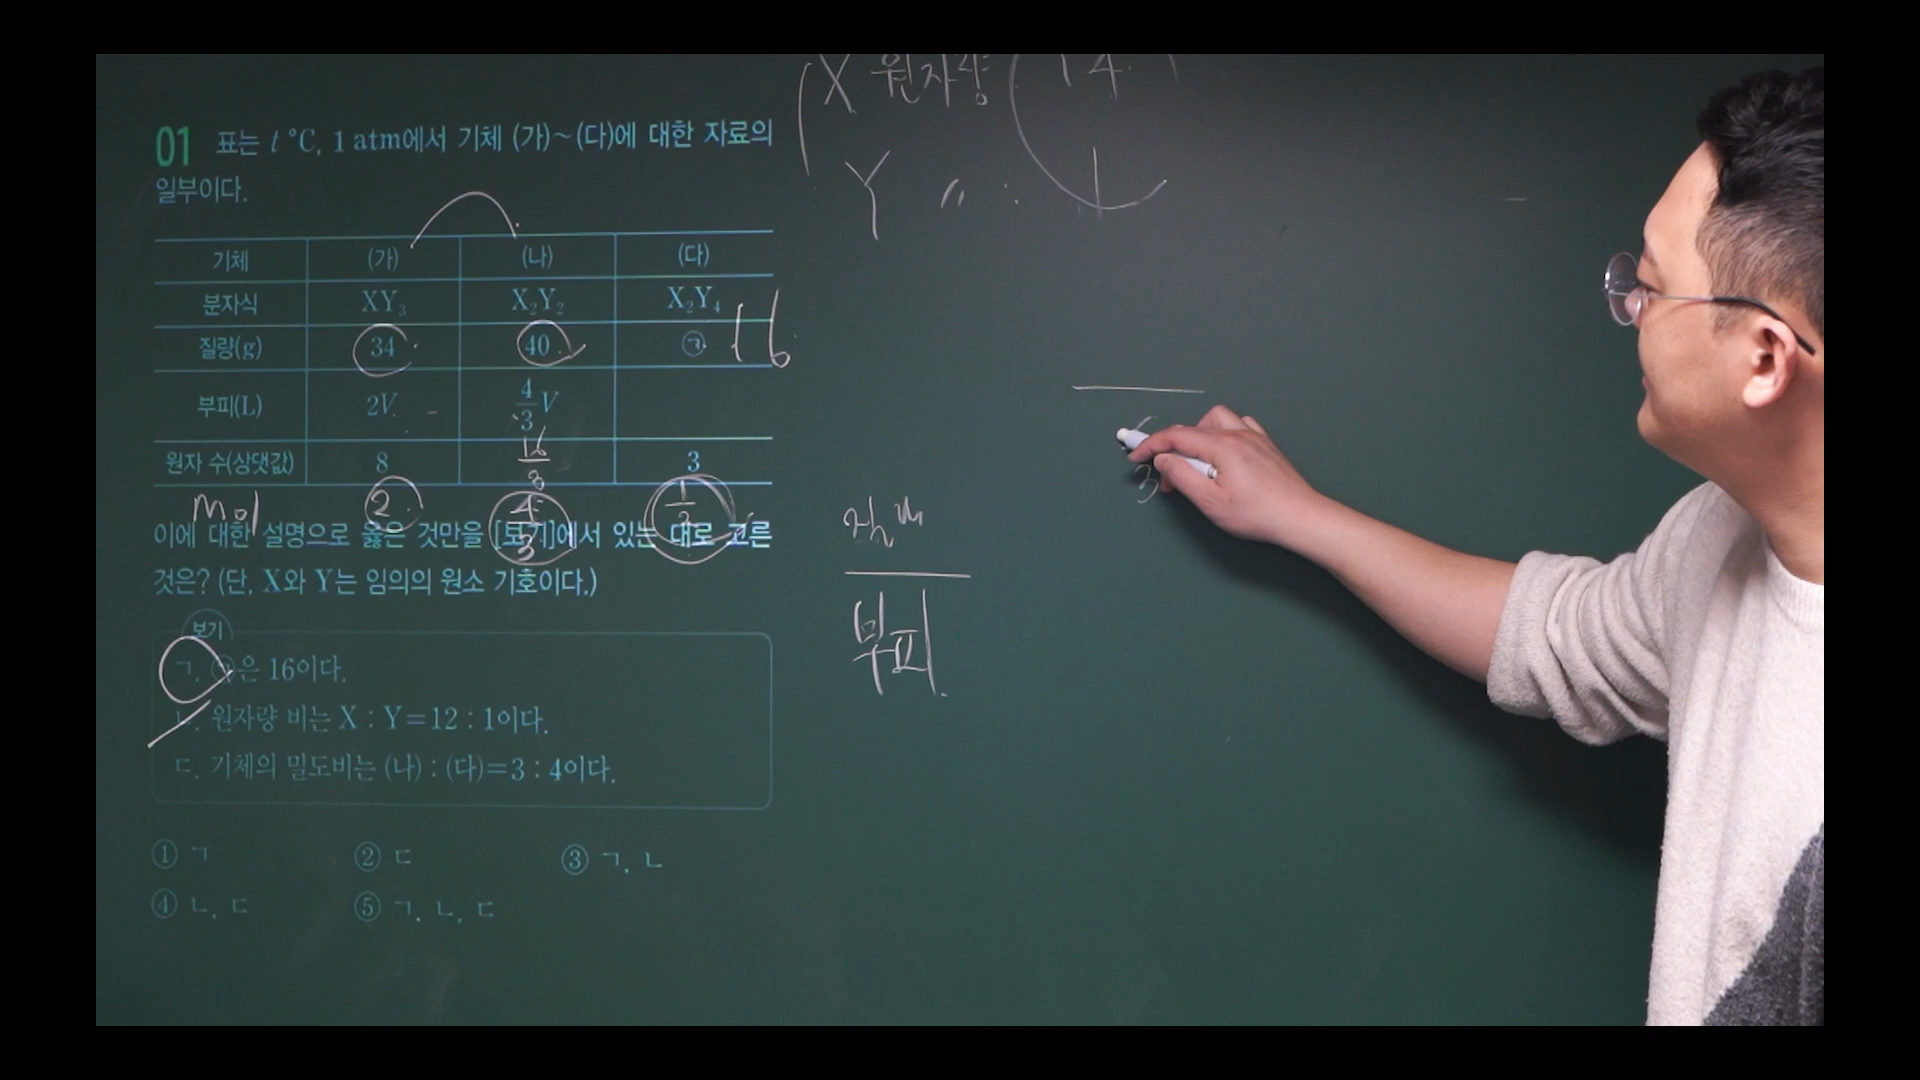 X 원자량 14
01 표는 t °C, 1 atm에서 기체 (가)~(다)에 대한 자료의
일부이다.
Y 〃 : 1
기체 (가) (나) (다)
분자식 XY₃ X₂Y₂ X₂Y₄
질량(g) 34 40 ㉠ 16
부피(L) 2V 4/3 V
원자 수(상댓값) 8 16/3 3
mol 2 4/3 1/2
이에 대한 설명으로 옳은 것만을 [보기]에서 있는 대로 고른
것은? (단, X와 Y는 임의의 원소 기호이다.)
보기
ㄱ. ㉠은 16이다.
ㄴ. 원자량 비는 X : Y=12 : 1이다.
ㄷ. 기체의 밀도비는 (나) : (다)=3 : 4이다.
① ㄱ ② ㄷ ③ ㄱ, ㄴ
④ ㄴ, ㄷ ⑤ ㄱ, ㄴ, ㄷ
질량
부피
3